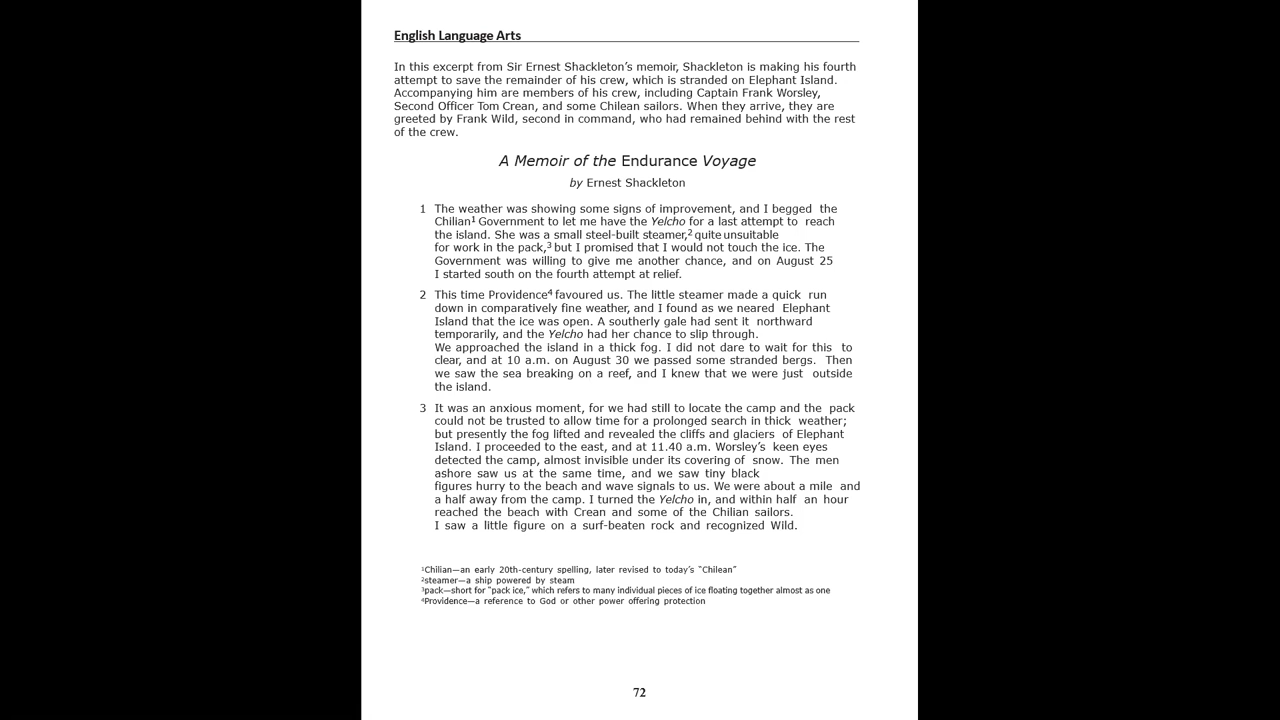 English Language Arts
In this excerpt from Sir Ernest Shackleton's memoir, Shackleton is making his fourth
attempt to save the remainder of his crew, which is stranded on Elephant Island.
Accompanying him are members of his crew, including Captain Frank Worsley,
Second Officer Tom Crean, and some Chilean sailors. When they arrive, they are
greeted by Frank Wild, second in command, who had remained behind with the rest
of the crew.
A Memoir of the Endurance Voyage
by Ernest Shackleton
1 The weather was showing some signs of improvement, and I begged the
Chilian¹ Government to let me have the Yelcho for a last attempt to reach
the island. She was a small steel-built steamer,² quite unsuitable
for work in the pack,³ but I promised that I would not touch the ice. The
Government was willing to give me another chance, and on August 25
I started south on the fourth attempt at relief.
2 This time Providence⁴ favoured us. The little steamer made a quick run
down in comparatively fine weather, and I found as we neared Elephant
Island that the ice was open. A southerly gale had sent it northward
temporarily, and the Yelcho had her chance to slip through.
We approached the island in a thick fog. I did not dare to wait for this to
clear, and at 10 a.m. on August 30 we passed some stranded bergs. Then
we saw the sea breaking on a reef, and I knew that we were just outside
the island.
3 It was an anxious moment, for we had still to locate the camp and the pack
could not be trusted to allow time for a prolonged search in thick weather;
but presently the fog lifted and revealed the cliffs and glaciers of Elephant
Island. I proceeded to the east, and at 11.40 a.m. Worsley's keen eyes
detected the camp, almost invisible under its covering of snow. The men
ashore saw us at the same time, and we saw tiny black
figures hurry to the beach and wave signals to us. We were about a mile and
a half away from the camp. I turned the Yelcho in, and within half an hour
reached the beach with Crean and some of the Chilian sailors.
I saw a little figure on a surf-beaten rock and recognized Wild.
¹Chilian—an early 20th-century spelling, later revised to today's "Chilean"
²steamer—a ship powered by steam
³pack—short for "pack ice," which refers to many individual pieces of ice floating together almost as one
⁴Providence—a reference to God or other power offering protection
72